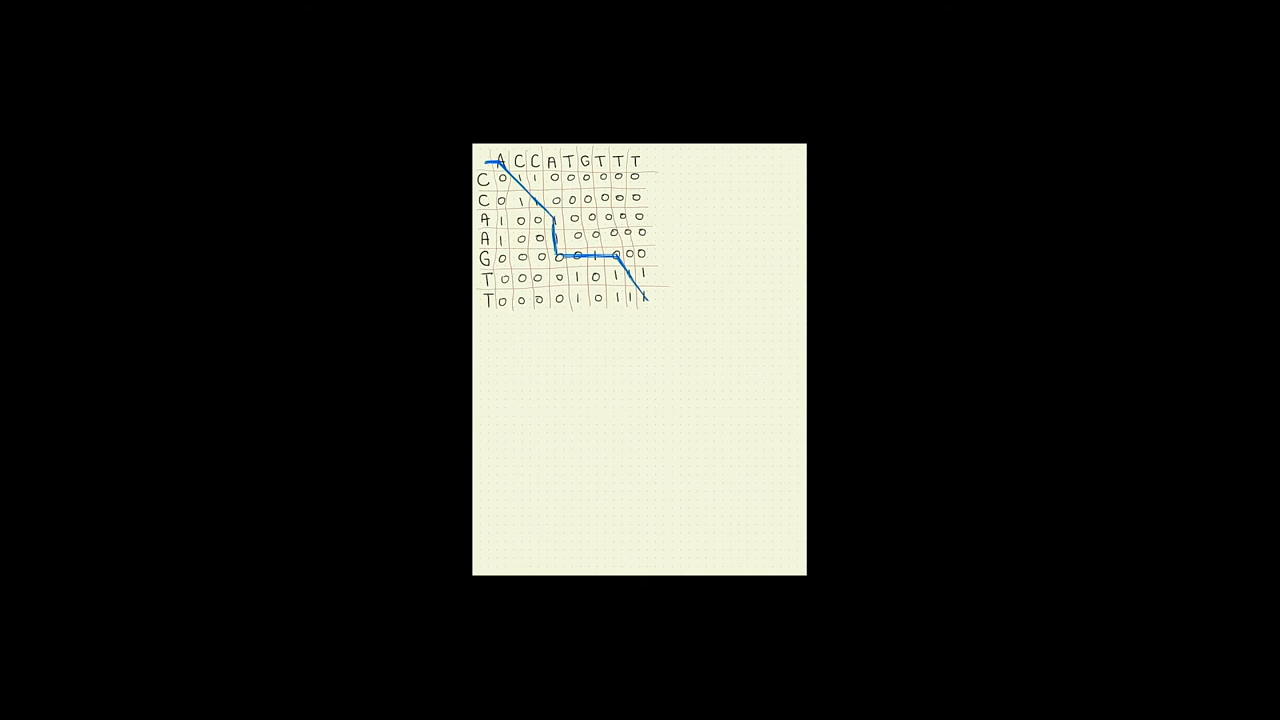 A C C A T G T T T
C 0 1 1 0 0 0 0 0 0
C 0 1 1 0 0 0 0 0 0
A 1 0 0 1 0 0 0 0 0
A 1 0 0 1 0 0 0 0 0
G 0 0 0 0 0 1 0 0 0
T 0 0 0 0 1 0 1 1 1
T 0 0 0 0 1 0 1 1 1